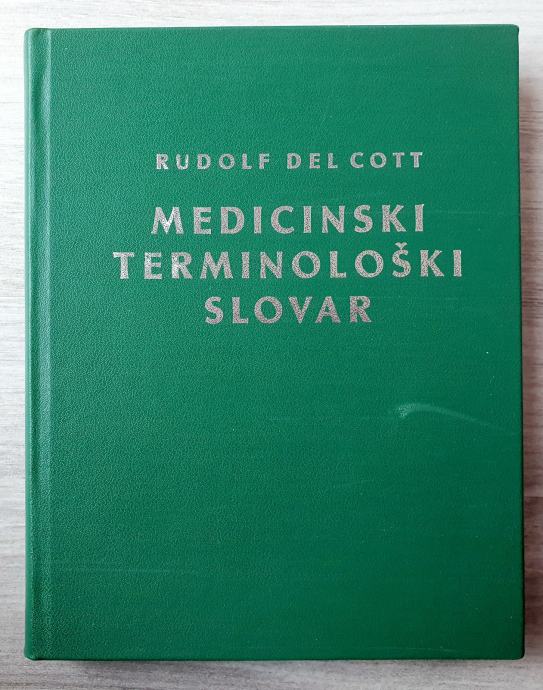 RUDOLF DEL COTT
MEDICINSKI
TERMINOLOŠKI
SLOVAR